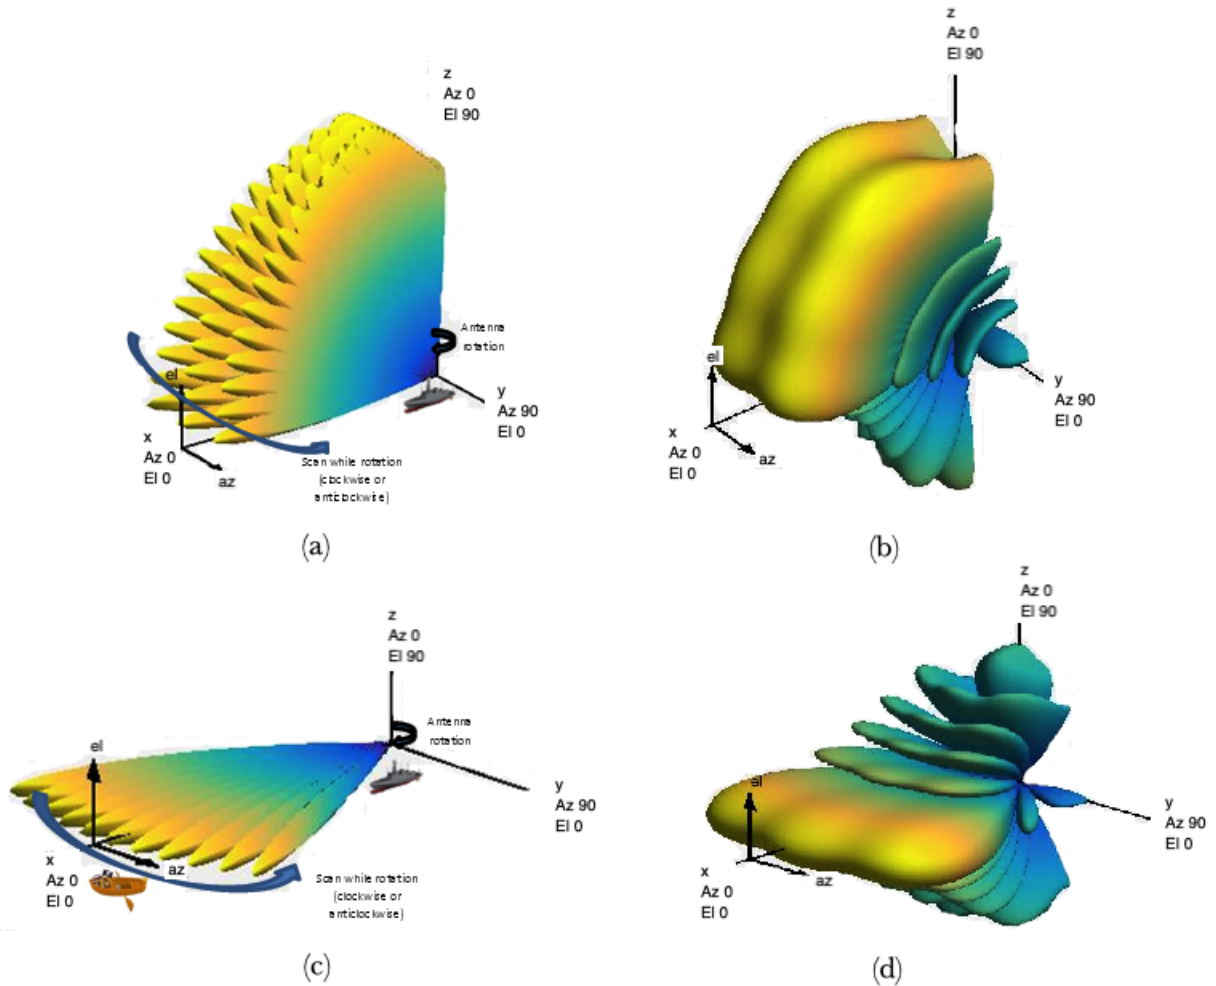 z
Az 0
El 90
Antenna
rotation
y
Az 90
El 0
el
x
Az 0
El 0
az
Scan while rotation
(clockwise or
anticlockwise)
(a)
z
Az 0
El 90
el
y
Az 90
El 0
x
Az 0
El 0
az
(b)
z
Az 0
El 90
Antenna
rotation
el
y
Az 90
El 0
x
Az 0
El 0
az
Scan while rotation
(clockwise or
anticlockwise)
(c)
z
Az 0
El 90
el
y
Az 90
El 0
x
Az 0
El 0
az
(d)